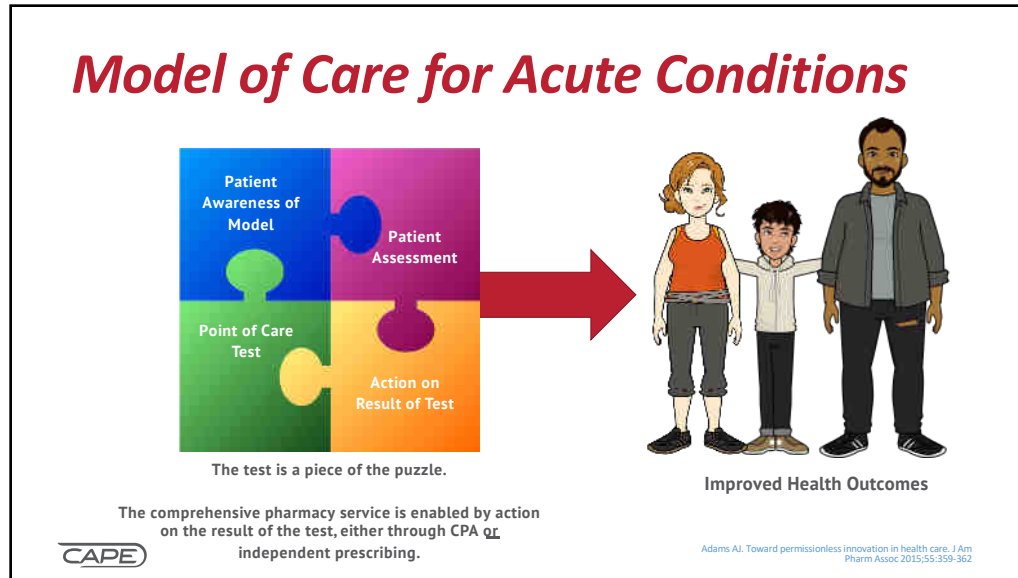 Model of Care for Acute Conditions
Patient
Awareness of
Model
Patient
Assessment
Point of Care
Test
Action on
Result of Test
The test is a piece of the puzzle.
The comprehensive pharmacy service is enabled by action
on the result of the test, either through CPA or
independent prescribing.
Improved Health Outcomes
CAPE
Adams AJ. Toward permissionless innovation in health care. J Am
Pharm Assoc 2015;55:359-362